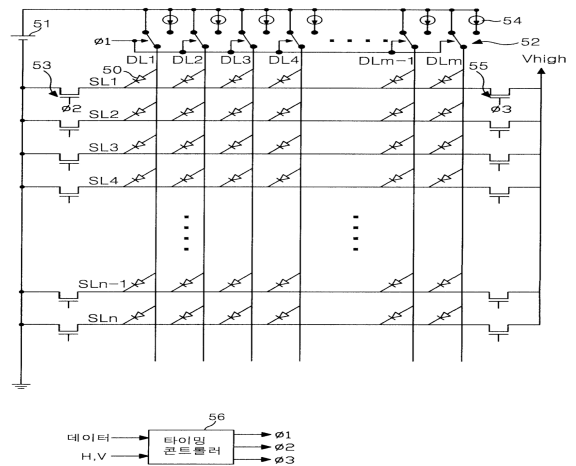 51
54
ø1
52
DL1 DL2 DL3 DL4 DLm-1 DLm
Vhigh
50
53
SL1
55
ø2
ø3
SL2
SL3
SL4
SLn-1
SLn
56
데이터
H,V
타이밍
콘트롤러
ø1
ø2
ø3